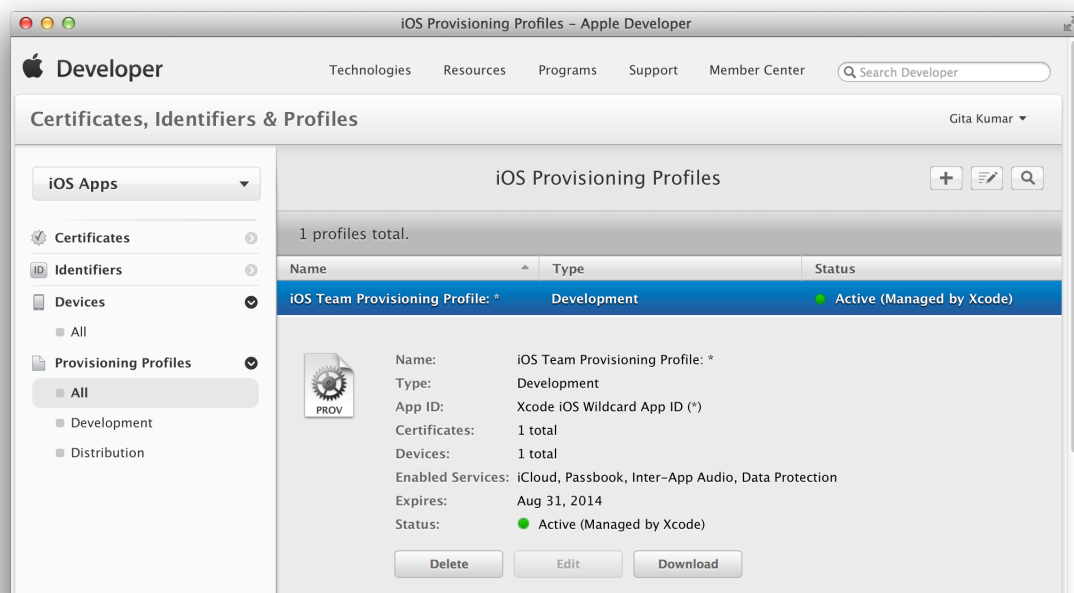 iOS Provisioning Profiles – Apple Developer
Developer
Technologies Resources Programs Support Member Center Search Developer
Certificates, Identifiers & Profiles
Gita Kumar
iOS Apps
Certificates
ID Identifiers
Devices
All
Provisioning Profiles
All
Development
Distribution
iOS Provisioning Profiles
1 profiles total.
Name Type Status
iOS Team Provisioning Profile: * Development Active (Managed by Xcode)
PROV
Name: iOS Team Provisioning Profile: *
Type: Development
App ID: Xcode iOS Wildcard App ID (*)
Certificates: 1 total
Devices: 1 total
Enabled Services: iCloud, Passbook, Inter-App Audio, Data Protection
Expires: Aug 31, 2014
Status: Active (Managed by Xcode)
Delete Edit Download